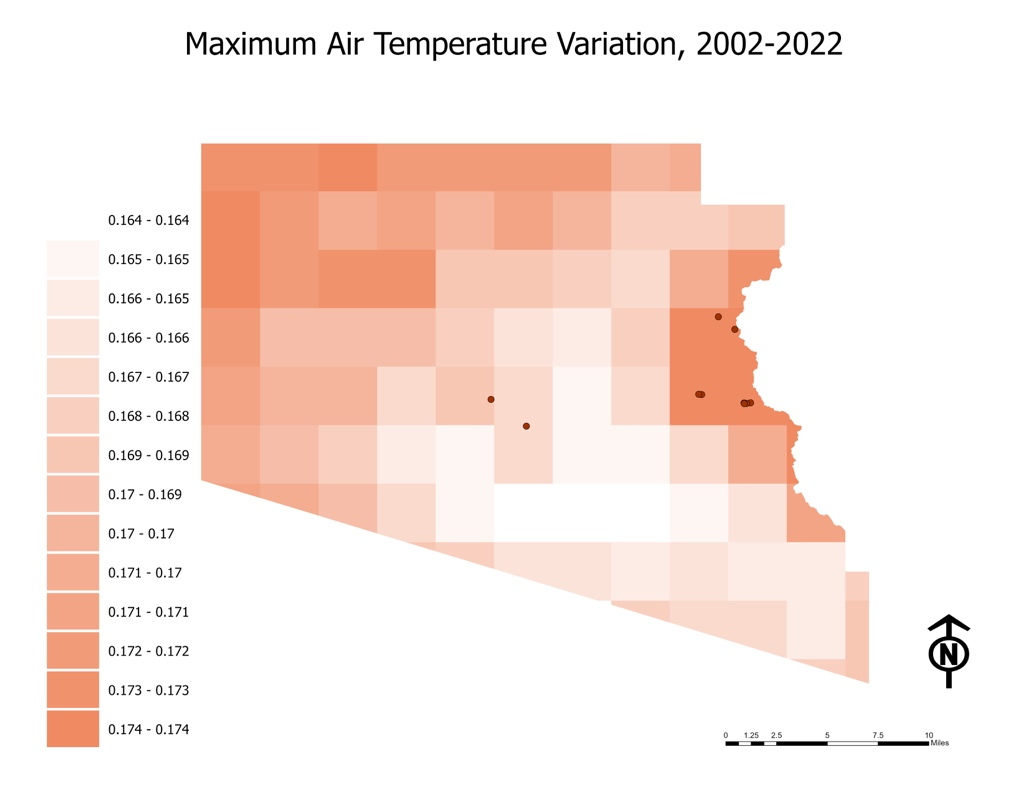 Maximum Air Temperature Variation, 2002-2022
0.164 - 0.164
0.165 - 0.165
0.166 - 0.165
0.166 - 0.166
0.167 - 0.167
0.168 - 0.168
0.169 - 0.169
0.17 - 0.169
0.17 - 0.17
0.171 - 0.17
0.171 - 0.171
0.172 - 0.172
0.173 - 0.173
0.174 - 0.174
N
0 1.25 2.5 5 7.5 10
Miles